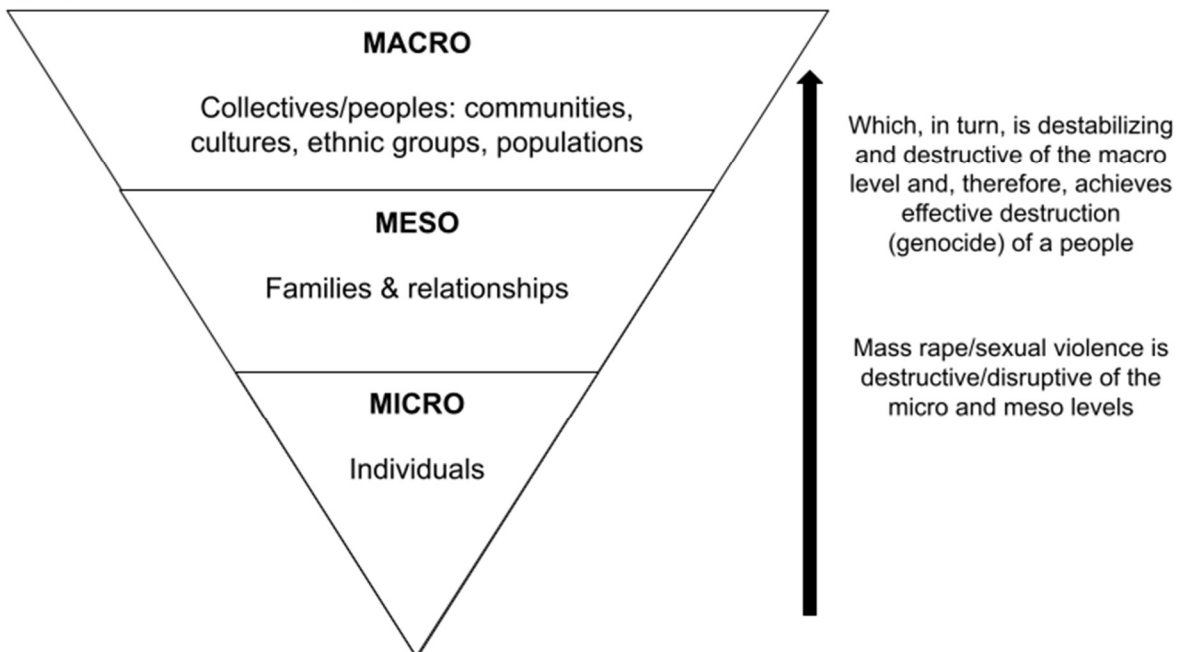 MACRO
Collectives/peoples: communities,
cultures, ethnic groups, populations
MESO
Families & relationships
MICRO
Individuals
Which, in turn, is destabilizing
and destructive of the macro
level and, therefore, achieves
effective destruction
(genocide) of a people
Mass rape/sexual violence is
destructive/disruptive of the
micro and meso levels